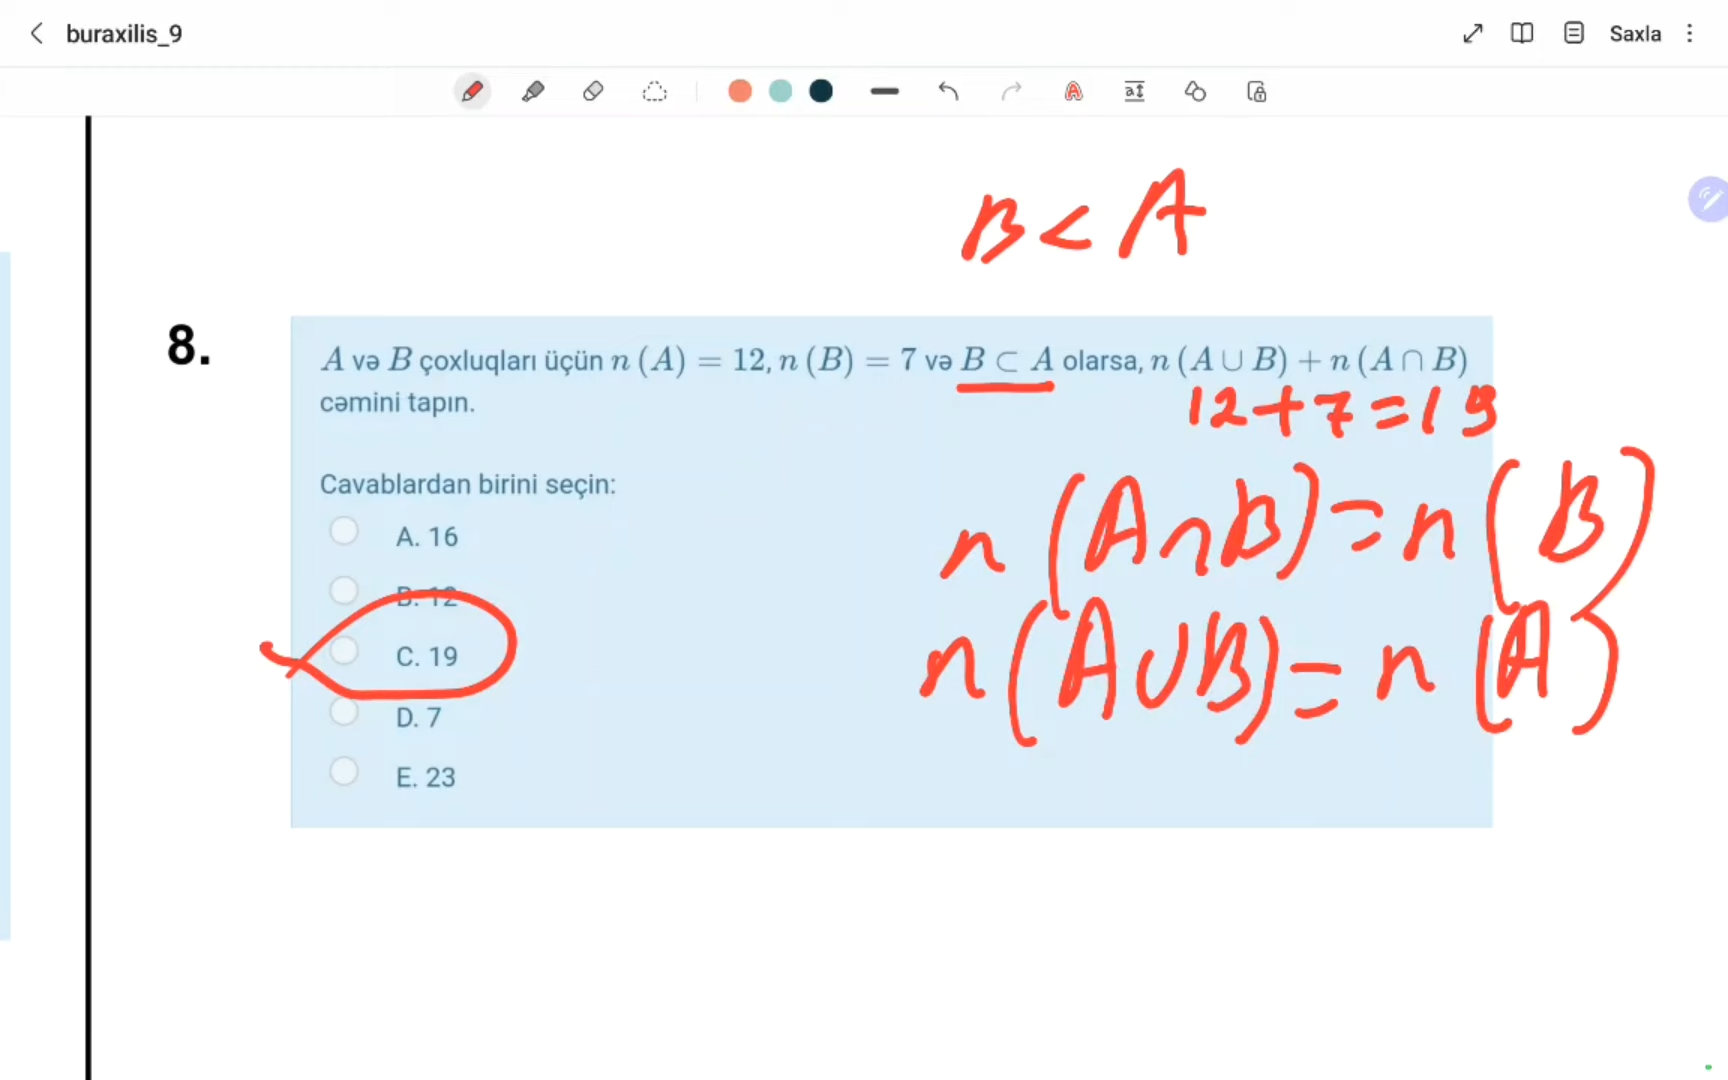 buraxilis_9
Saxla
B < A
8.
A və B çoxluqları üçün n (A) = 12, n (B) = 7 və B ⊂ A olarsa, n (A ∪ B) + n (A ∩ B)
cəmini tapın.
12+7=19
Cavablardan birini seçin:
n (A∩B) = n (B)
A. 16
B. 12
n (A∪B) = n (A)
C. 19
D. 7
E. 23